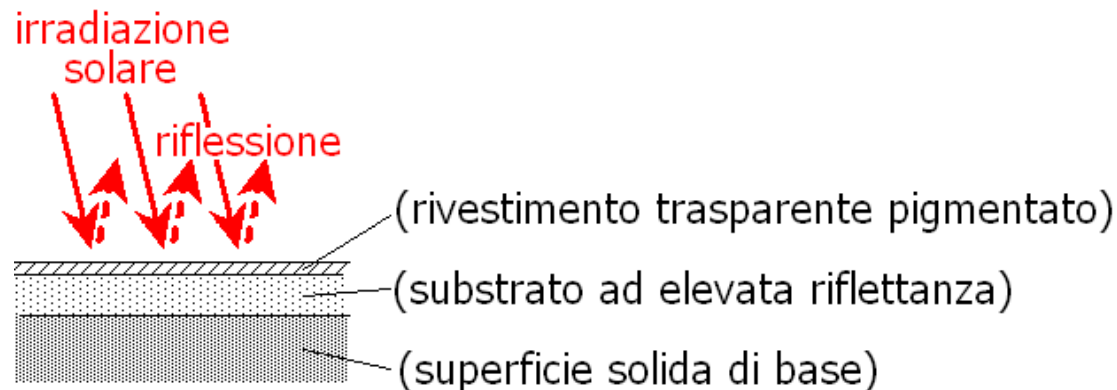 irradiazione
solare
riflessione
(rivestimento trasparente pigmentato)
(substrato ad elevata riflettanza)
(superficie solida di base)